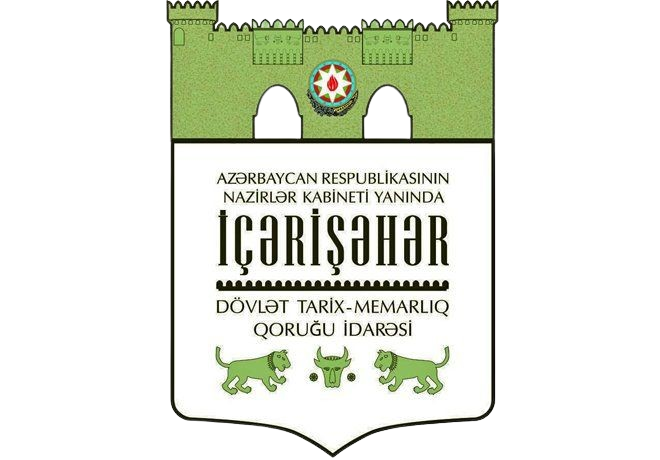 AZƏRBAYCAN RESPUBLİKASININ
NAZİRLƏR KABİNETİ YANINDA
İÇƏRİŞƏHƏR
DÖVLƏT TARİX-MEMARLIQ
QORUĞU İDARƏSİ